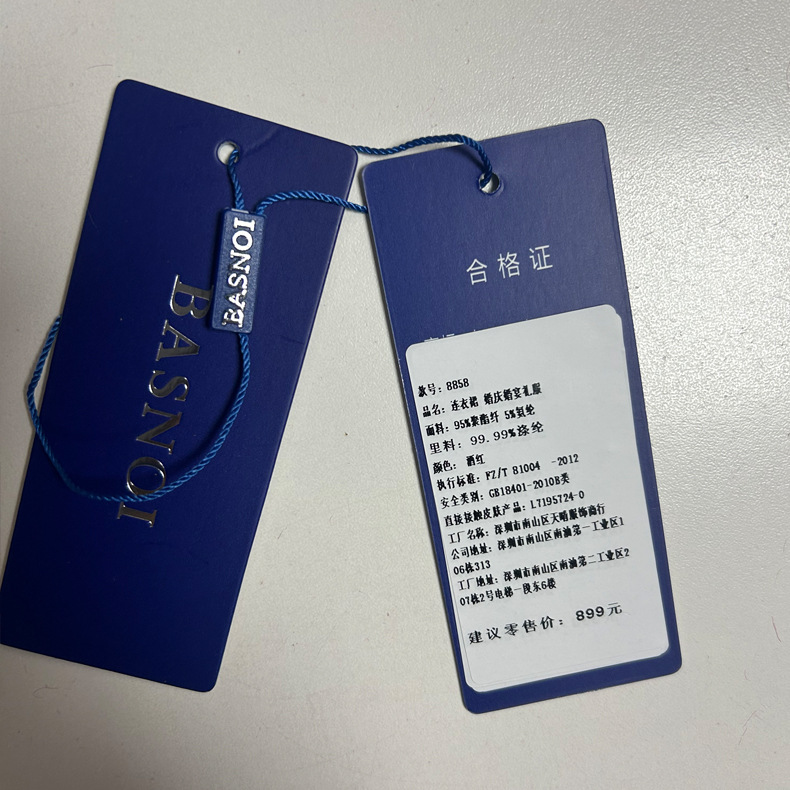 BASNOI
BASNOI
合格证
款号：8858
品名：连衣裙 婚庆婚宴礼服
面料：95%聚酯纤 5%氨纶
里料：99.99%涤纶
颜色： 酒红
执行标准：FZ/T 81004 -2012
安全类别：GB18401-2010B类
直接接触皮肤产品：L7195724-0
工厂名称：深圳市南山区天晴服饰商行
公司地址：深圳市南山区南油第一工业区1
06栋313
工厂地址：深圳市南山区南油第二工业区2
07栋2号电梯一段东6楼
建议零售价：899元